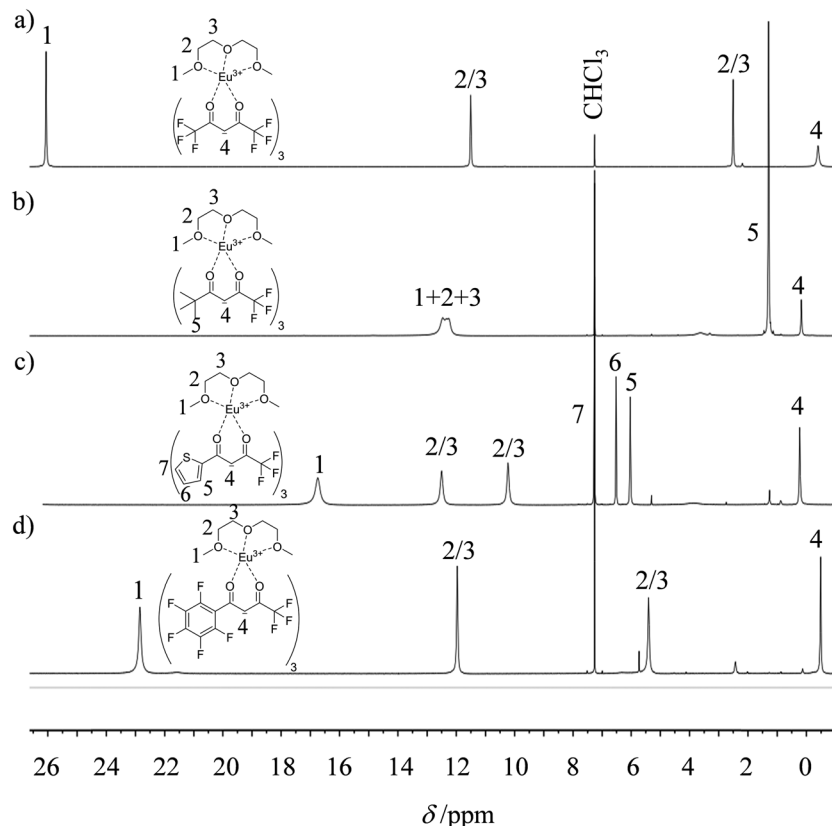 a)
1
2
3
O
1
O
O
Eu³⁺
2/3
2/3
CHCl₃
O
O
F
F
F
F
F
F
4
−
3
4
b)
2
3
O
1
O
O
Eu³⁺
O
O
F
F
F
5
4
−
3
1+2+3
5
4
c)
2
3
O
1
O
O
Eu³⁺
S
O
O
7
6
5
4
−
F
F
F
3
1
2/3
2/3
7
6
5
4
d)
2
3
O
1
O
O
Eu³⁺
F
F
F
F
F
O
O
4
−
F
F
F
3
1
2/3
2/3
4
26 24 22 20 18 16 14 12 10 8 6 4 2 0
δ /ppm